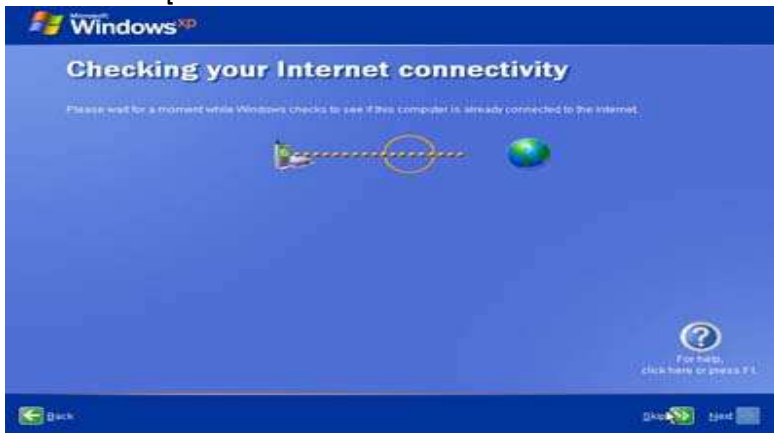 Microsoft
Windows xp
Checking your Internet connectivity
Please wait for a moment while Windows checks to see if this computer is already connected to the Internet.
For help,
click here or press F1
Back
Skip
Next